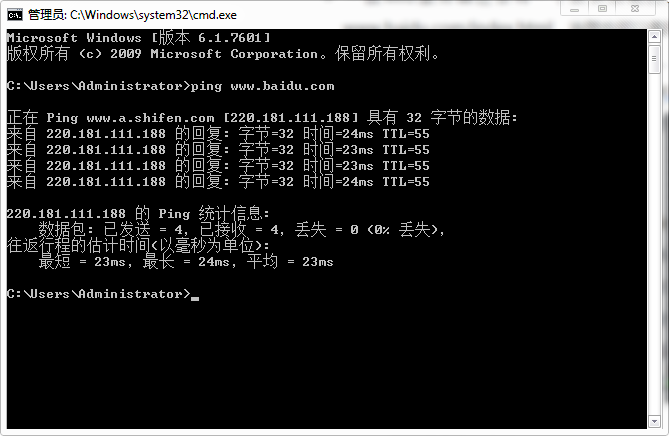 管理员: C:\Windows\system32\cmd.exe
Microsoft Windows [版本 6.1.7601]
版权所有 (c) 2009 Microsoft Corporation。保留所有权利。
C:\Users\Administrator>ping www.baidu.com
正在 Ping www.a.shifen.com [220.181.111.188] 具有 32 字节的数据:
来自 220.181.111.188 的回复: 字节=32 时间=24ms TTL=55
来自 220.181.111.188 的回复: 字节=32 时间=23ms TTL=55
来自 220.181.111.188 的回复: 字节=32 时间=23ms TTL=55
来自 220.181.111.188 的回复: 字节=32 时间=24ms TTL=55
220.181.111.188 的 Ping 统计信息:
数据包: 已发送 = 4, 已接收 = 4, 丢失 = 0 (0% 丢失),
往返行程的估计时间(以毫秒为单位):
最短 = 23ms, 最长 = 24ms, 平均 = 23ms
C:\Users\Administrator>